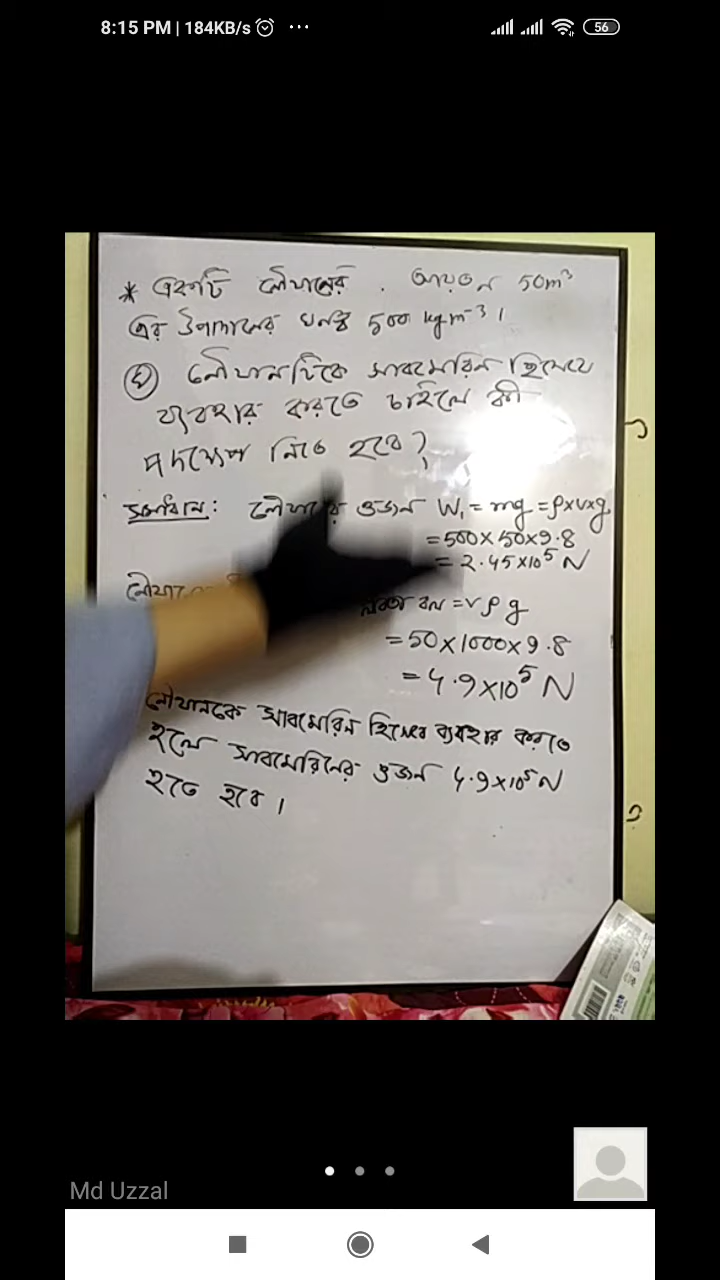 8:15 PM | 184KB/s ...
56
* একটি নৌযানের . আয়তন 50m³
এর উপাদানের ঘনত্ব 500 kgm⁻³ ।
(ঘ) নৌযানটিকে সাবমেরিন হিসেবে
ব্যবহার করতে চাইলে কী
পদক্ষেপ নিতে হবে ?
সমাধান : নৌযানের ওজন W₁ = mg = ρ×v×g
= 500 × 50×9.8
= 2.45×10⁵ N
বল = v ρ g
= 50×1000×9.8
= 4.9×10⁵ N
নৌযানকে সাবমেরিন হিসেবে ব্যবহার করতে
হলে সাবমেরিনের ওজন 4.9×10⁵ N
হতে হবে ।
Md Uzzal